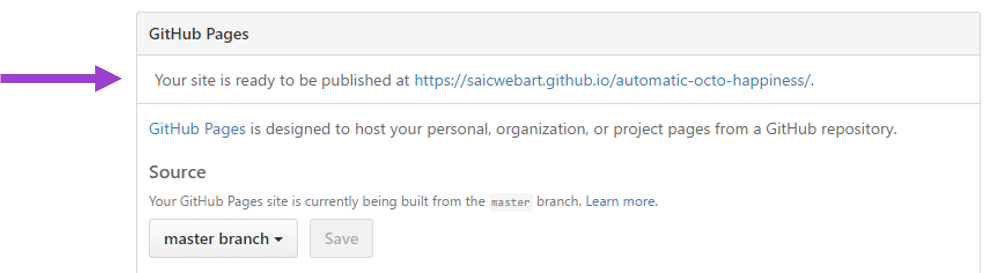 GitHub Pages
Your site is ready to be published at https://saicwebart.github.io/automatic-octo-happiness/.
GitHub Pages is designed to host your personal, organization, or project pages from a GitHub repository.
Source
Your GitHub Pages site is currently being built from the master branch. Learn more.
master branch Save